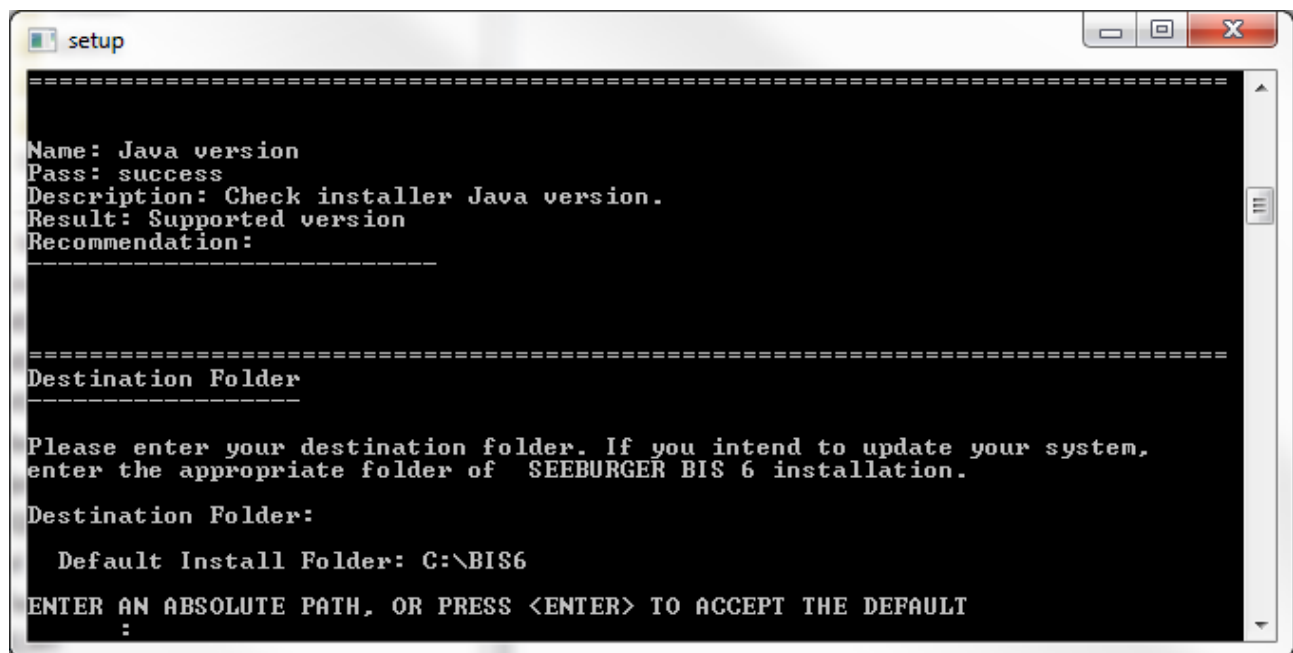 setup
===============================================================================
Name: Java version
Pass: success
Description: Check installer Java version.
Result: Supported version
Recommendation:
---------------------------
===============================================================================
Destination Folder
------------------
Please enter your destination folder. If you intend to update your system,
enter the appropriate folder of  SEEBURGER BIS 6 installation.
Destination Folder:
Default Install Folder: C:\BIS6
ENTER AN ABSOLUTE PATH, OR PRESS <ENTER> TO ACCEPT THE DEFAULT
: